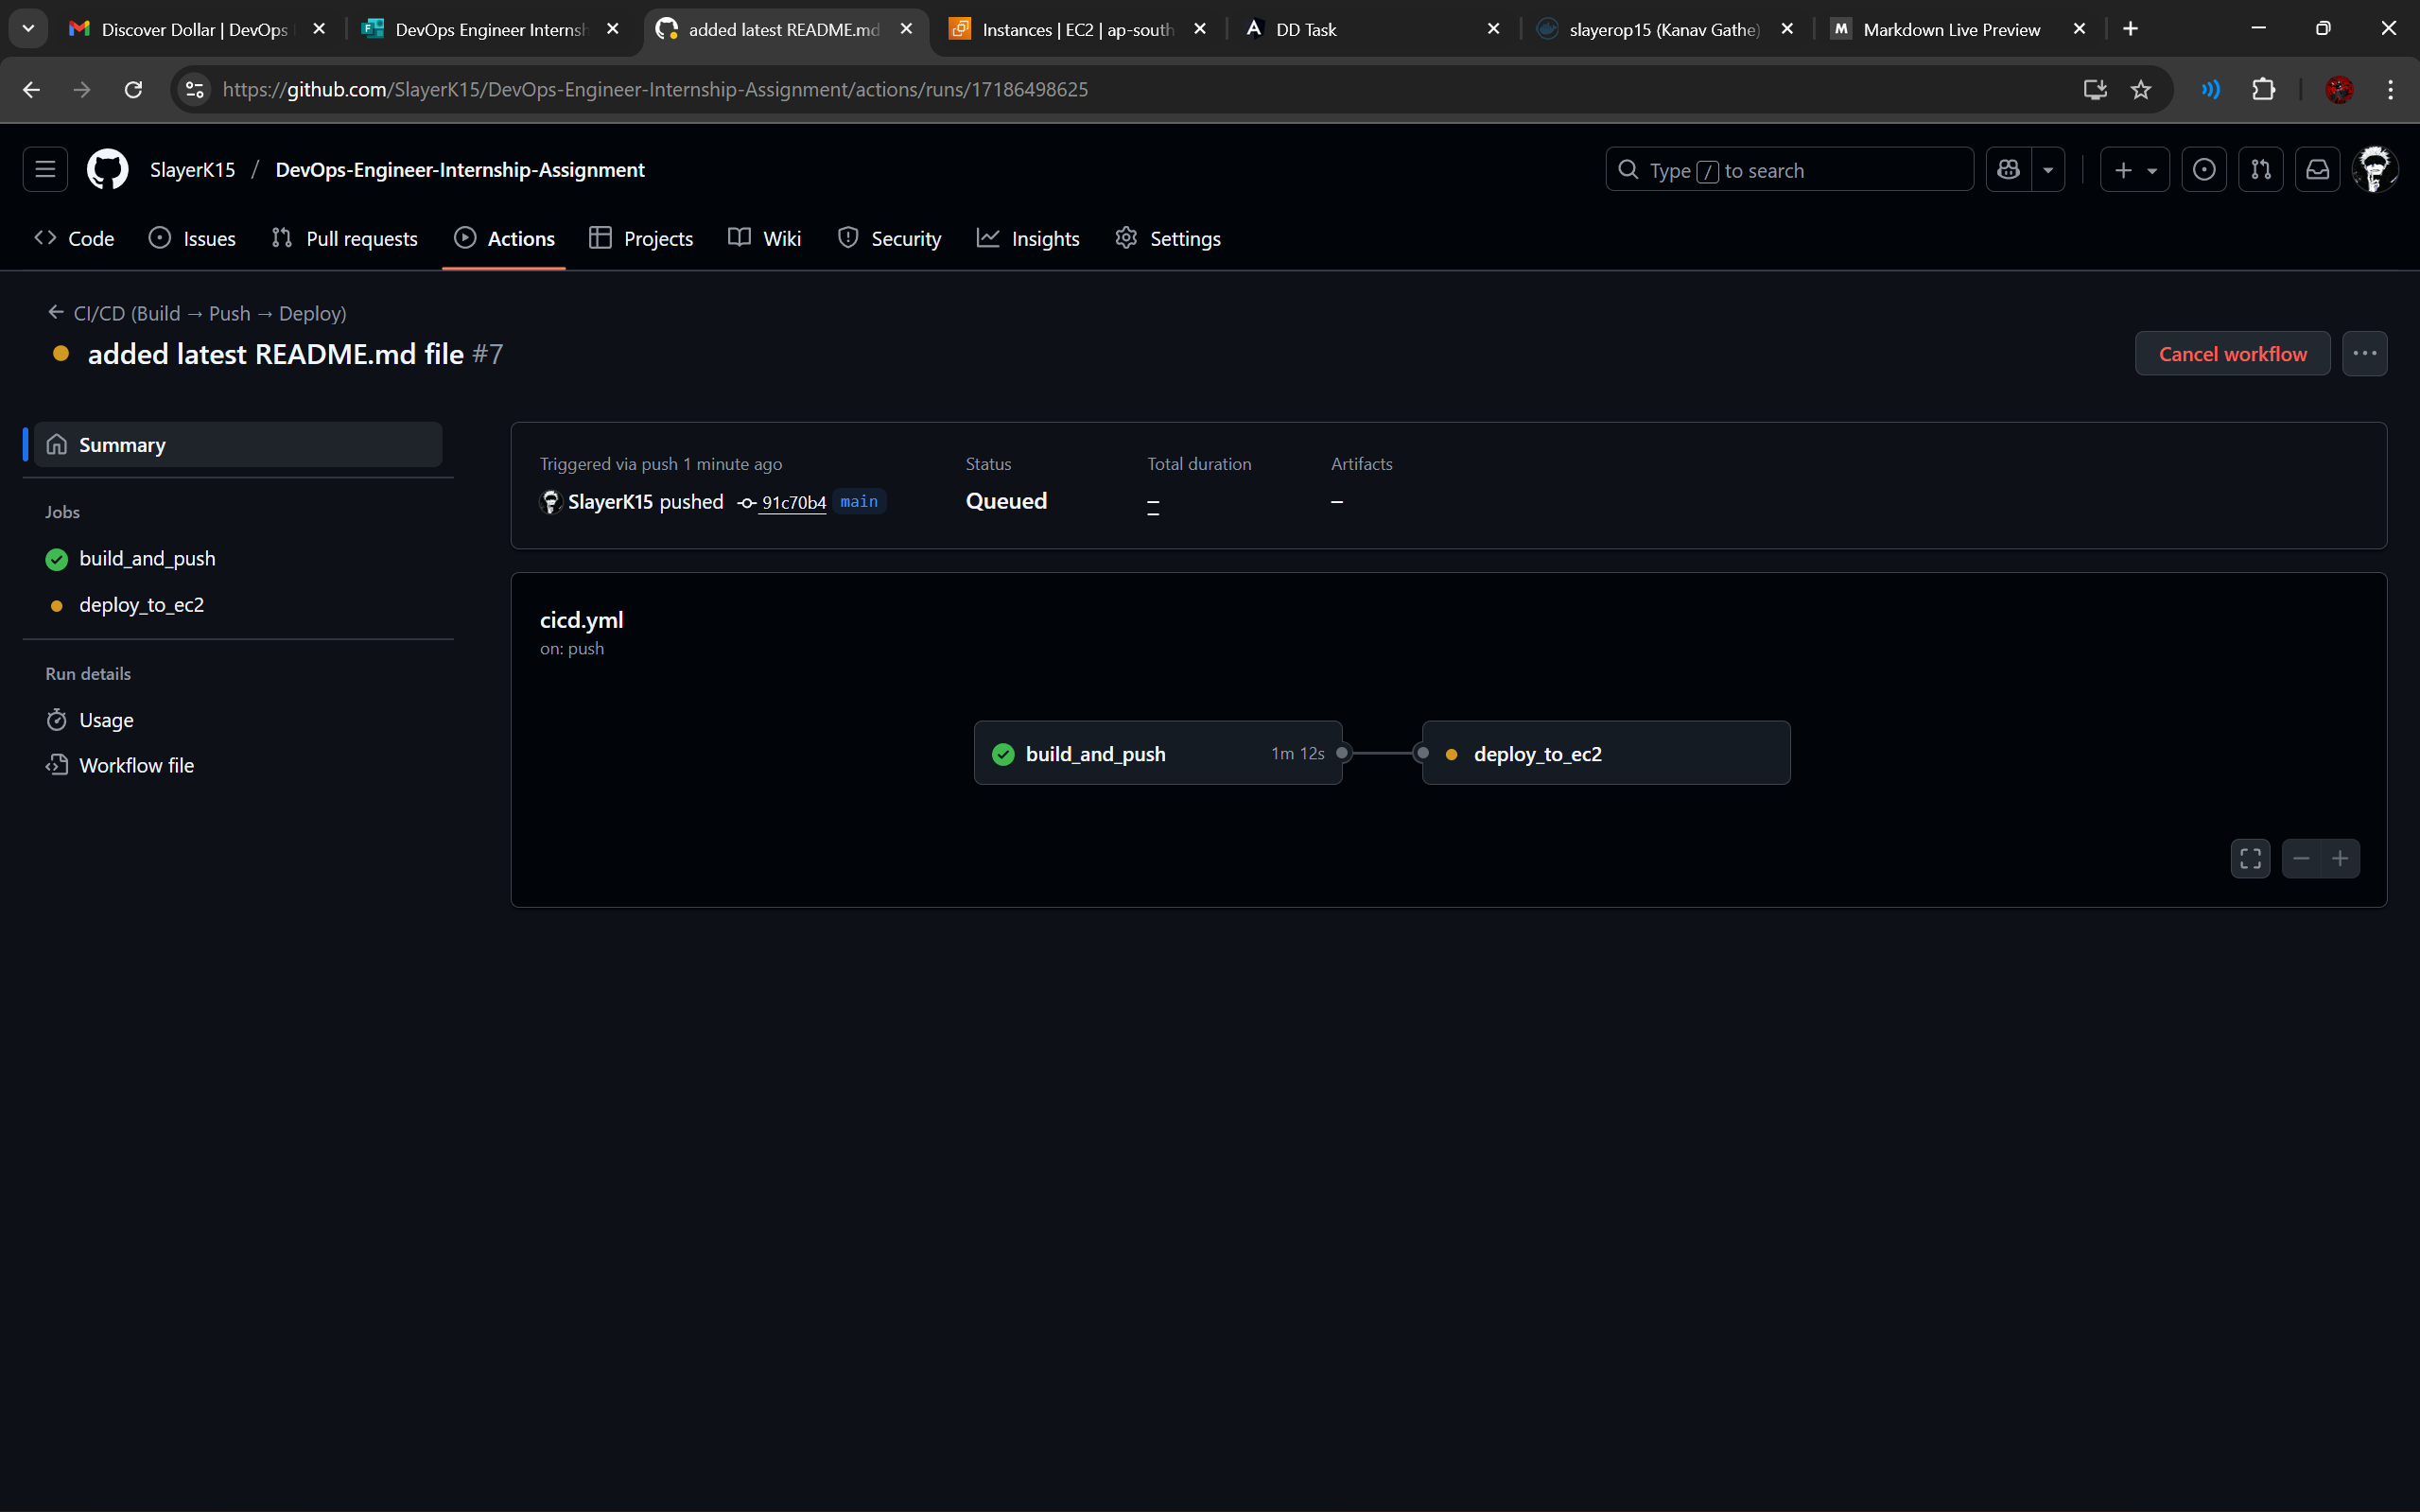 Discover Dollar | DevOps
DevOps Engineer Internsh
added latest README.md
Instances | EC2 | ap-south
DD Task
slayerop15 (Kanav Gathe)
Markdown Live Preview
https://github.com/SlayerK15/DevOps-Engineer-Internship-Assignment/actions/runs/17186498625
SlayerK15 / DevOps-Engineer-Internship-Assignment
Type / to search
Code
Issues
Pull requests
Actions
Projects
Wiki
Security
Insights
Settings
← CI/CD (Build → Push → Deploy)
added latest README.md file #7
Cancel workflow
Summary
Jobs
build_and_push
deploy_to_ec2
Run details
Usage
Workflow file
Triggered via push 1 minute ago
SlayerK15 pushed 91c70b4 main
Status
Queued
Total duration
–
Artifacts
–
cicd.yml
on: push
build_and_push 1m 12s
deploy_to_ec2